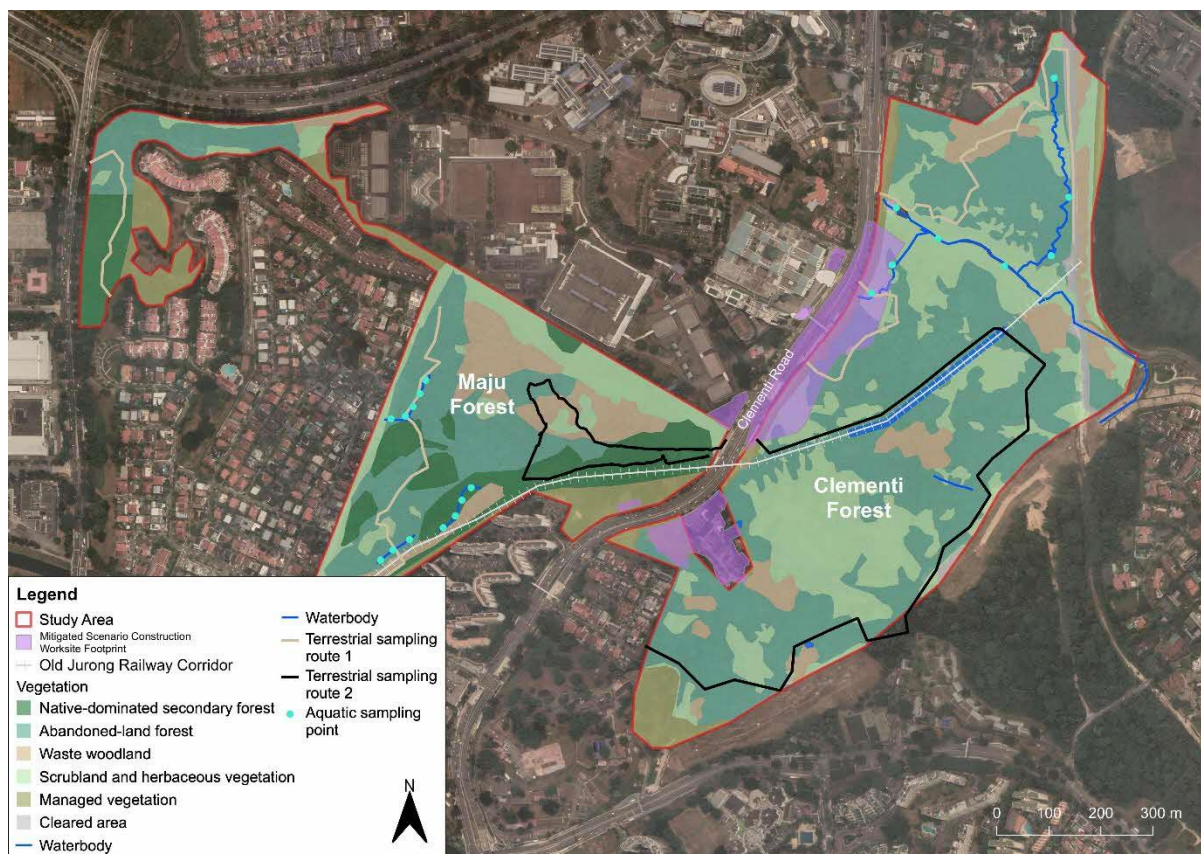 Maju
Forest
Clementi Road
Clementi
Forest
Legend
Study Area
Mitigated Scenario Construction
Worksite Footprint
Old Jurong Railway Corridor
Vegetation
Native-dominated secondary forest
Abandoned-land forest
Waste woodland
Scrubland and herbaceous vegetation
Managed vegetation
Cleared area
Waterbody
Waterbody
Terrestrial sampling
route 1
Terrestrial sampling
route 2
Aquatic sampling
point
N
0 100 200 300 m